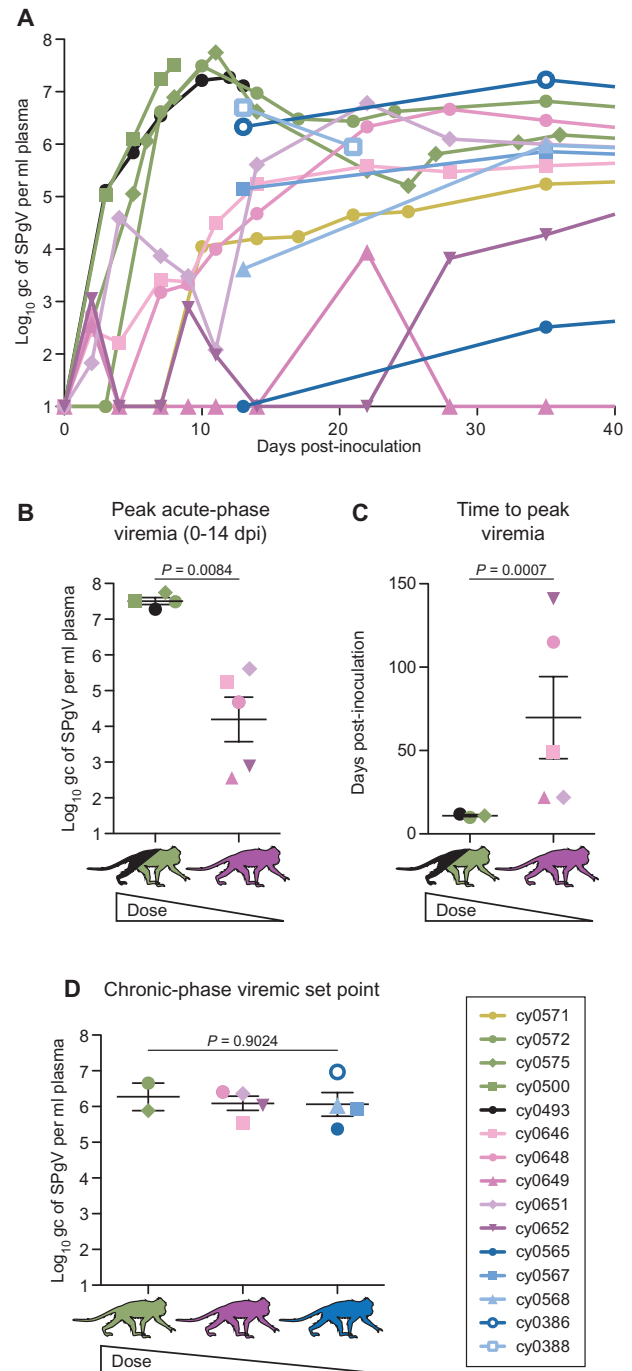 A
8
7
6
5
4
3
2
1
Log10 gc of SPgV per ml plasma
0 10 20 30 40
Days post-inoculation
B Peak acute-phase
viremia (0-14 dpi)
P = 0.0084
8
7
6
5
4
3
2
1
Log10 gc of SPgV per ml plasma
Dose
C Time to peak
viremia
P = 0.0007
150
100
50
0
Days post-inoculation
Dose
D Chronic-phase viremic set point
P = 0.9024
8
7
6
5
4
3
2
1
Log10 gc of SPgV per ml plasma
Dose
cy0571
cy0572
cy0575
cy0500
cy0493
cy0646
cy0648
cy0649
cy0651
cy0652
cy0565
cy0567
cy0568
cy0386
cy0388